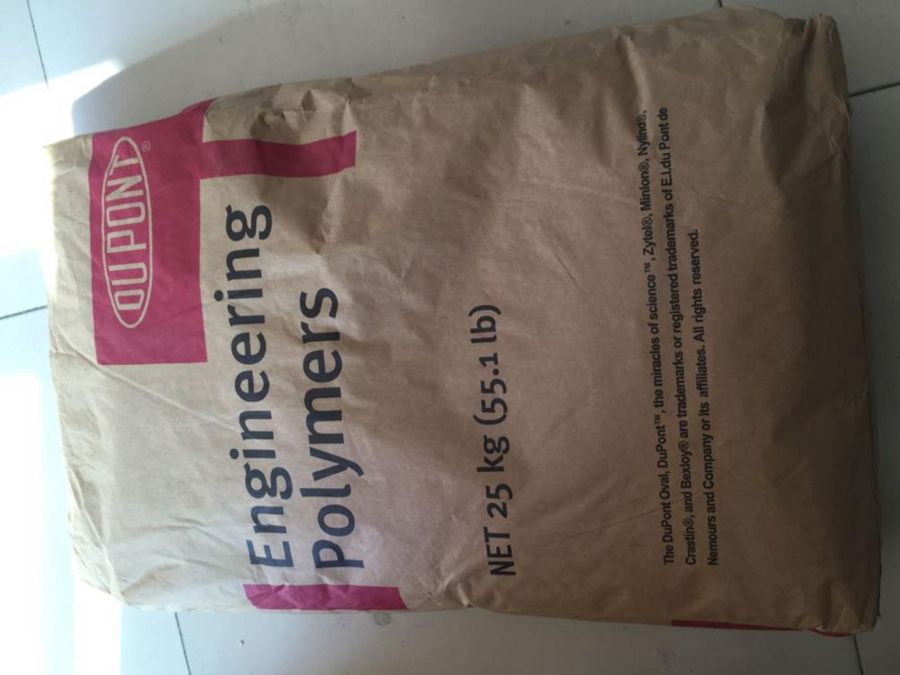 DUPONT®
Engineering
Polymers
NET 25 kg (55.1 lb)
The DuPont Oval, DuPont™, the miracles of science™, Zytel®, Minlon®, Nylind®,
Crastin®, and Bexloy® are trademarks or registered trademarks of E.I.du Pont de
Nemours and Company or its affiliates. All rights reserved.